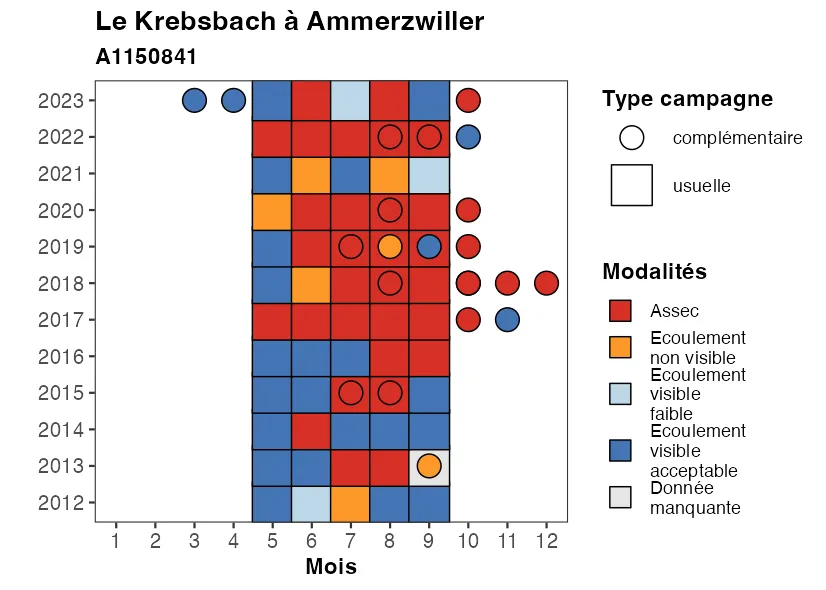 Le Krebsbach à Ammerzwiller
A1150841
2023
2022
2021
2020
2019
2018
2017
2016
2015
2014
2013
2012
1 2 3 4 5 6 7 8 9 10 11 12
Mois
Type campagne
complémentaire
usuelle
Modalités
Assec
Ecoulement
non visible
Ecoulement
visible
faible
Ecoulement
visible
acceptable
Donnée
manquante